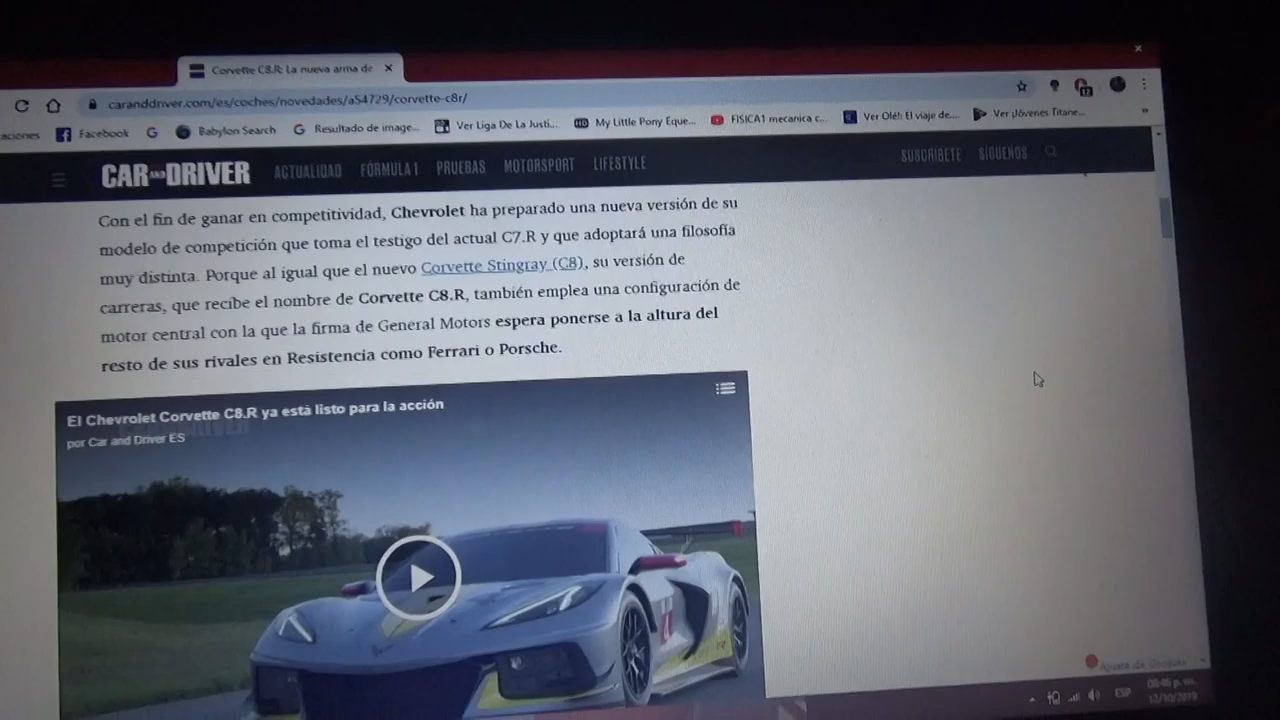 Corvette C8.R: La nueva arma de
caranddriver.com/es/coches/novedades/a54729/corvette-c8r/
aciones
Facebook
Babylon Search
Resultado de image...
Ver Liga De La Justi...
My Little Pony Eque...
FISICA1 mecanica c...
Ver ¡Olé!: El viaje de...
Ver ¡Jóvenes Titane...
CAR AND DRIVER
ACTUALIDAD
FÓRMULA 1
PRUEBAS
MOTORSPORT
LIFESTYLE
SUSCRÍBETE
SÍGUENOS
Con el fin de ganar en competitividad, Chevrolet ha preparado una nueva versión de su
modelo de competición que toma el testigo del actual C7.R y que adoptará una filosofía
muy distinta. Porque al igual que el nuevo Corvette Stingray (C8), su versión de
carreras, que recibe el nombre de Corvette C8.R, también emplea una configuración de
motor central con la que la firma de General Motors espera ponerse a la altura del
resto de sus rivales en Resistencia como Ferrari o Porsche.
El Chevrolet Corvette C8.R ya está listo para la acción
por Car and Driver ES
ESP